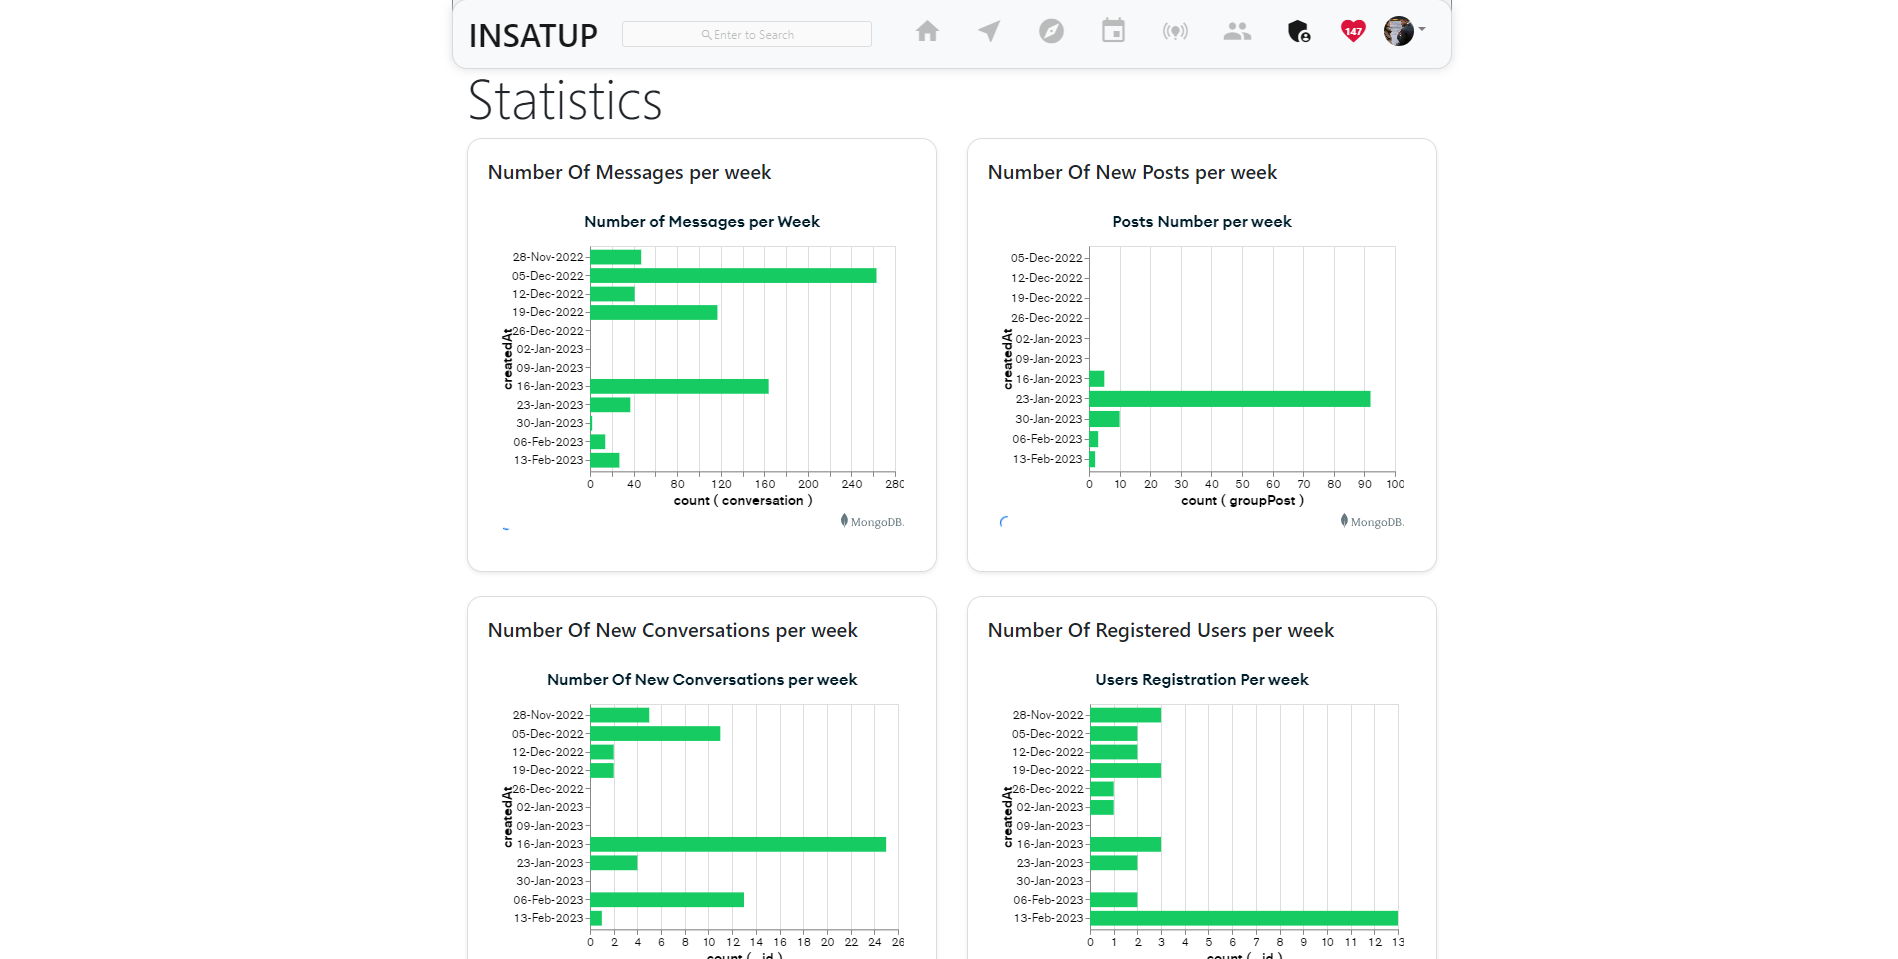 INSATUP
Enter to Search
147
Statistics
Number Of Messages per week
Number of Messages per Week
createdAt
28-Nov-2022
05-Dec-2022
12-Dec-2022
19-Dec-2022
26-Dec-2022
02-Jan-2023
09-Jan-2023
16-Jan-2023
23-Jan-2023
30-Jan-2023
06-Feb-2023
13-Feb-2023
0 40 80 120 160 200 240 280
count ( conversation )
MongoDB.
Number Of New Posts per week
Posts Number per week
createdAt
05-Dec-2022
12-Dec-2022
19-Dec-2022
26-Dec-2022
02-Jan-2023
09-Jan-2023
16-Jan-2023
23-Jan-2023
30-Jan-2023
06-Feb-2023
13-Feb-2023
0 10 20 30 40 50 60 70 80 90 100
count ( groupPost )
MongoDB.
Number Of New Conversations per week
Number Of New Conversations per week
createdAt
28-Nov-2022
05-Dec-2022
12-Dec-2022
19-Dec-2022
26-Dec-2022
02-Jan-2023
09-Jan-2023
16-Jan-2023
23-Jan-2023
30-Jan-2023
06-Feb-2023
13-Feb-2023
0 2 4 6 8 10 12 14 16 18 20 22 24 26
count ( _id )
Number Of Registered Users per week
Users Registration Per week
createdAt
28-Nov-2022
05-Dec-2022
12-Dec-2022
19-Dec-2022
26-Dec-2022
02-Jan-2023
09-Jan-2023
16-Jan-2023
23-Jan-2023
30-Jan-2023
06-Feb-2023
13-Feb-2023
0 1 2 3 4 5 6 7 8 9 10 11 12 13
count ( _id )